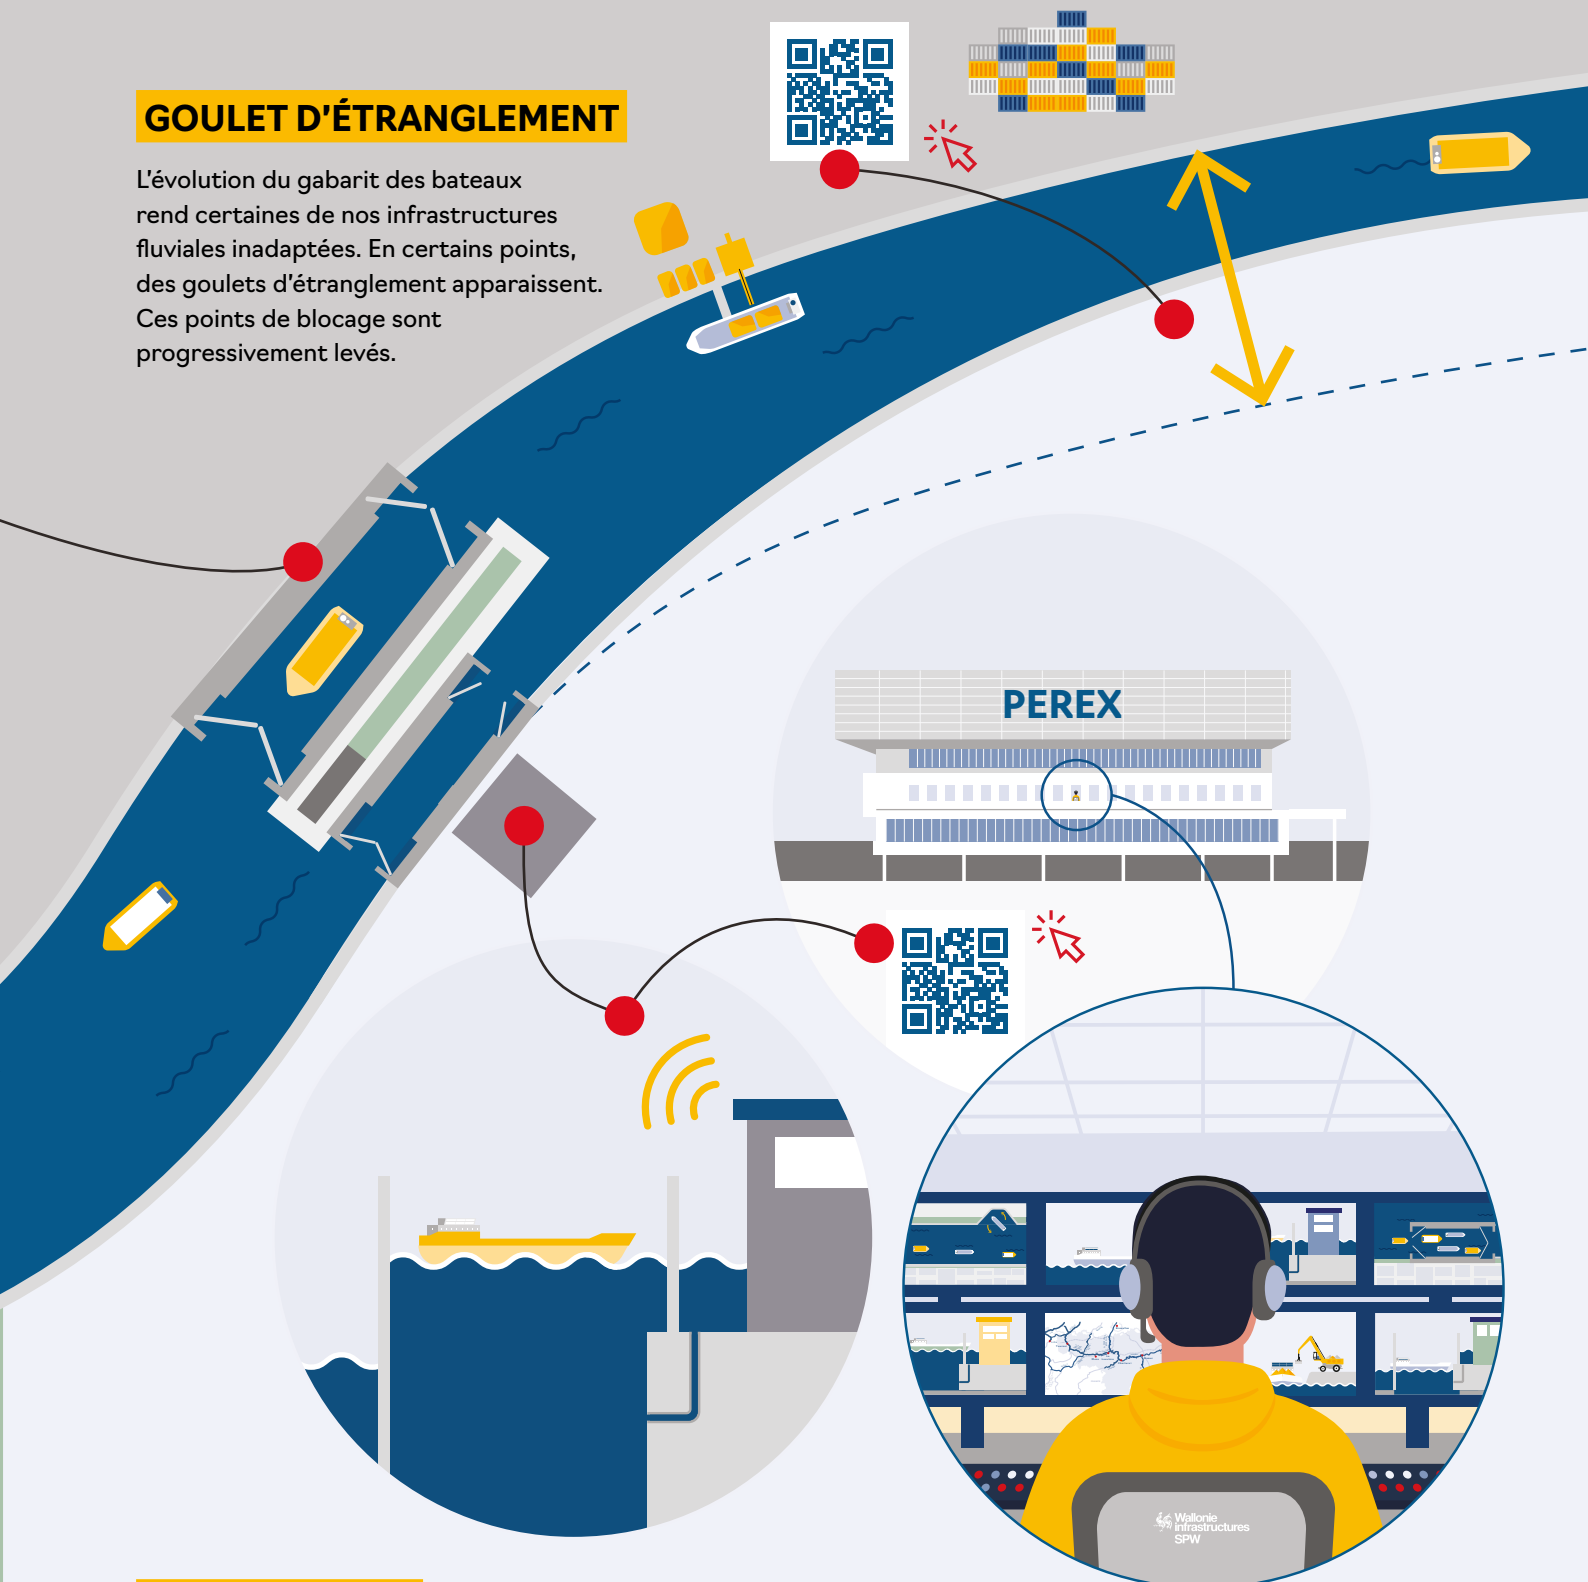 GOULET D'ÉTRANGLEMENT
L'évolution du gabarit des bateaux
rend certaines de nos infrastructures
fluviales inadaptées. En certains points,
des goulets d'étranglement apparaissent.
Ces points de blocage sont
progressivement levés.
PEREX
Wallonie
infrastructures
SPW